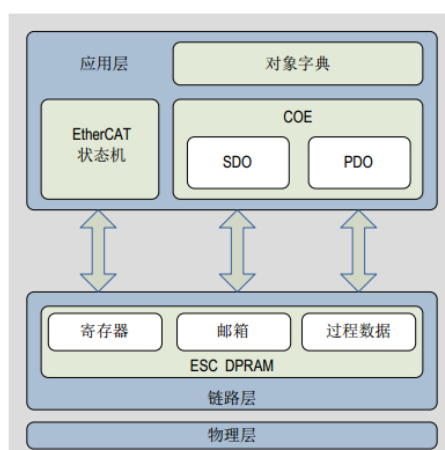 应用层
对象字典
EtherCAT
状态机
COE
SDO
PDO
寄存器
邮箱
过程数据
ESC DPRAM
链路层
物理层